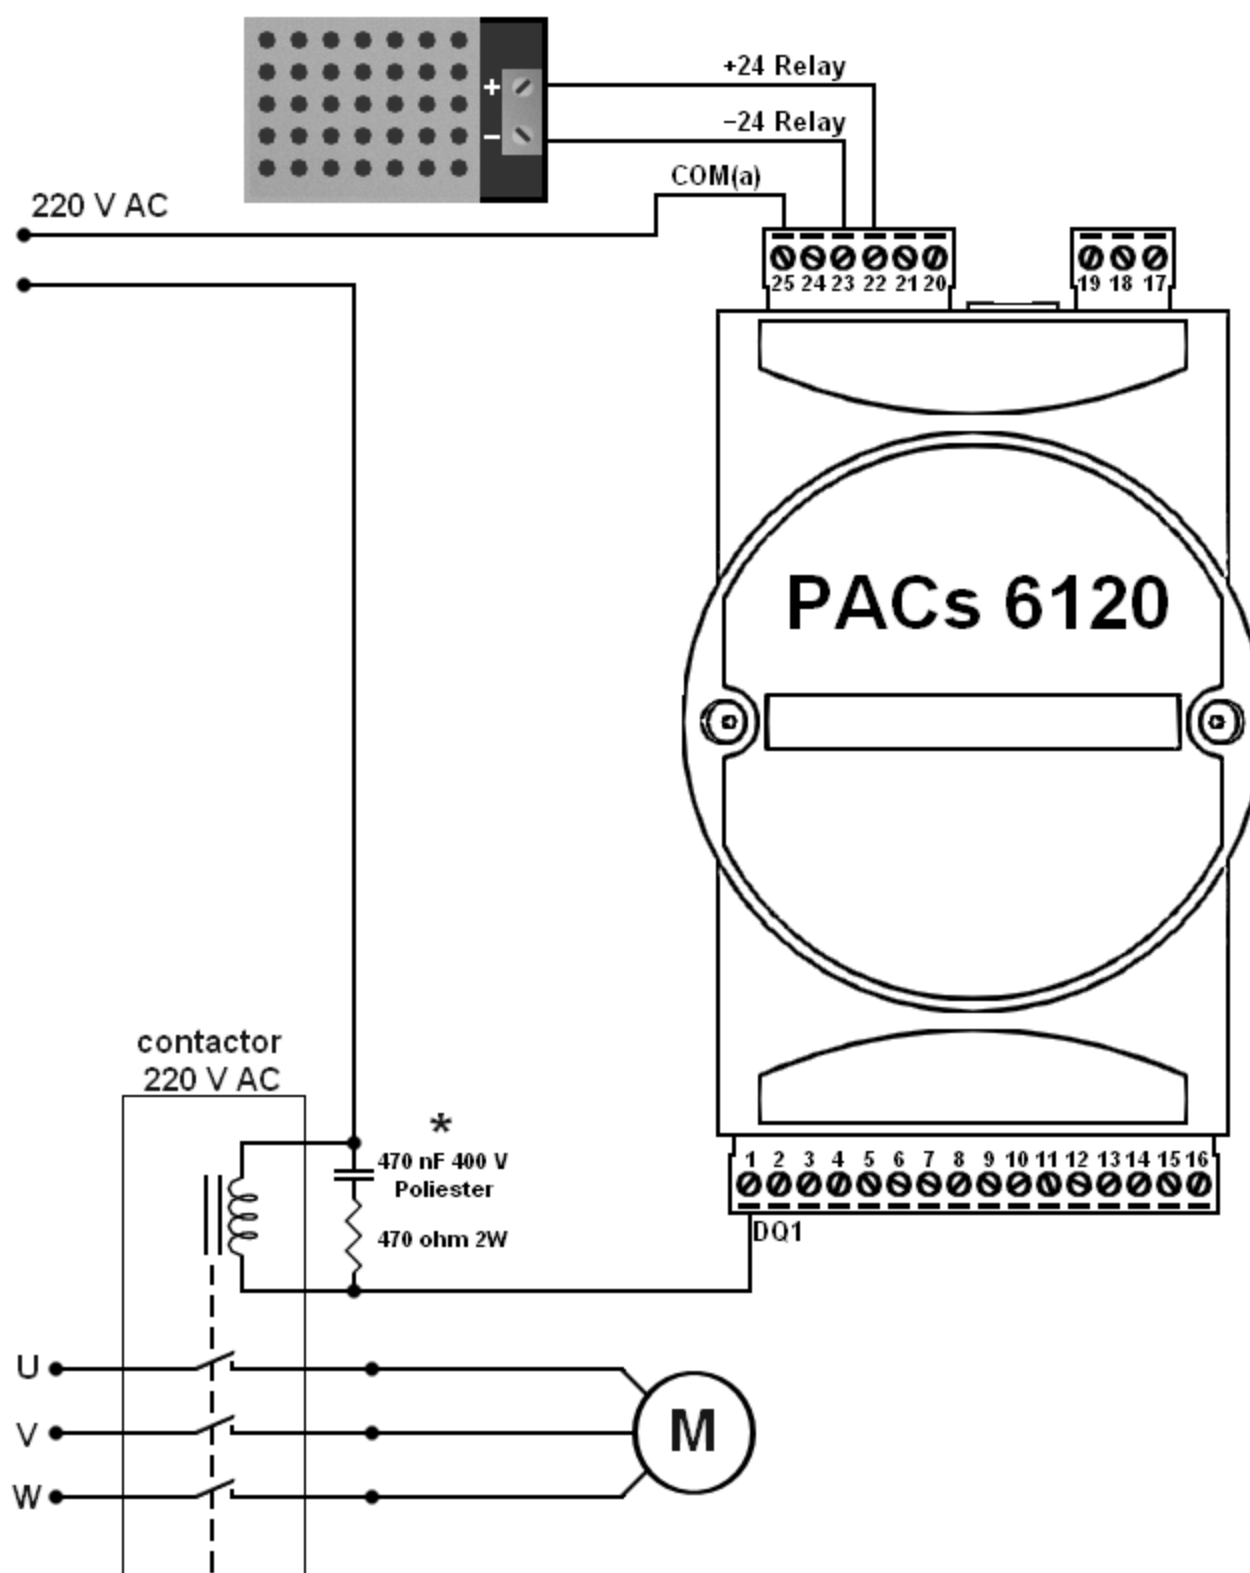 +24 Relay
+
−24 Relay
−
COM(a)
220 V AC
25 24 23 22 21 20
19 18 17
PACs 6120
contactor
220 V AC
*
470 nF 400 V
Poliester
470 ohm 2W
1 2 3 4 5 6 7 8 9 10 11 12 13 14 15 16
DQ1
U
V
M
W